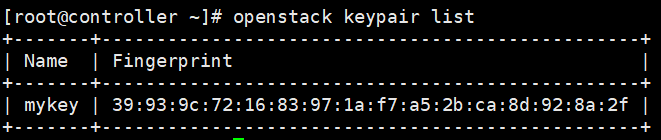 [root@controller ~]# openstack keypair list
+-------+-------------------------------------------------+
| Name  | Fingerprint                                     |
+-------+-------------------------------------------------+
| mykey | 39:93:9c:72:16:83:97:1a:f7:a5:2b:ca:8d:92:8a:2f |
+-------+-------------------------------------------------+